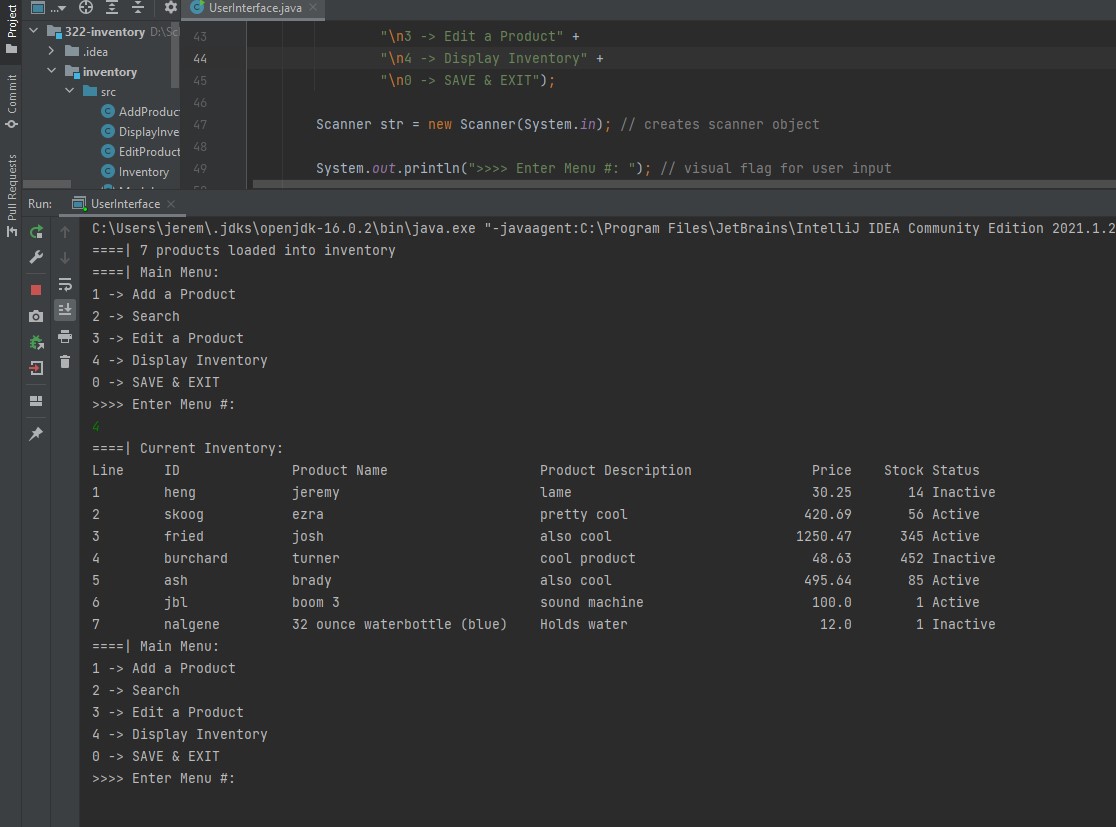 Project
Commit
Pull Requests
...
UserInterface.java
322-inventory D:\Sc
.idea
inventory
src
AddProduc
DisplayInve
EditProduct
Inventory
43 "\n3 -> Edit a Product" +
44 "\n4 -> Display Inventory" +
45 "\n0 -> SAVE & EXIT");
46
47 Scanner str = new Scanner(System.in); // creates scanner object
48
49 System.out.println(">>>> Enter Menu #: "); // visual flag for user input
Run: UserInterface
C:\Users\jerem\.jdks\openjdk-16.0.2\bin\java.exe "-javaagent:C:\Program Files\JetBrains\IntelliJ IDEA Community Edition 2021.1.2
====| 7 products loaded into inventory
====| Main Menu:
1 -> Add a Product
2 -> Search
3 -> Edit a Product
4 -> Display Inventory
0 -> SAVE & EXIT
>>>> Enter Menu #:
4
====| Current Inventory:
Line ID Product Name Product Description Price Stock Status
1 heng jeremy lame 30.25 14 Inactive
2 skoog ezra pretty cool 420.69 56 Active
3 fried josh also cool 1250.47 345 Active
4 burchard turner cool product 48.63 452 Inactive
5 ash brady also cool 495.64 85 Active
6 jbl boom 3 sound machine 100.0 1 Active
7 nalgene 32 ounce waterbottle (blue) Holds water 12.0 1 Inactive
====| Main Menu:
1 -> Add a Product
2 -> Search
3 -> Edit a Product
4 -> Display Inventory
0 -> SAVE & EXIT
>>>> Enter Menu #: